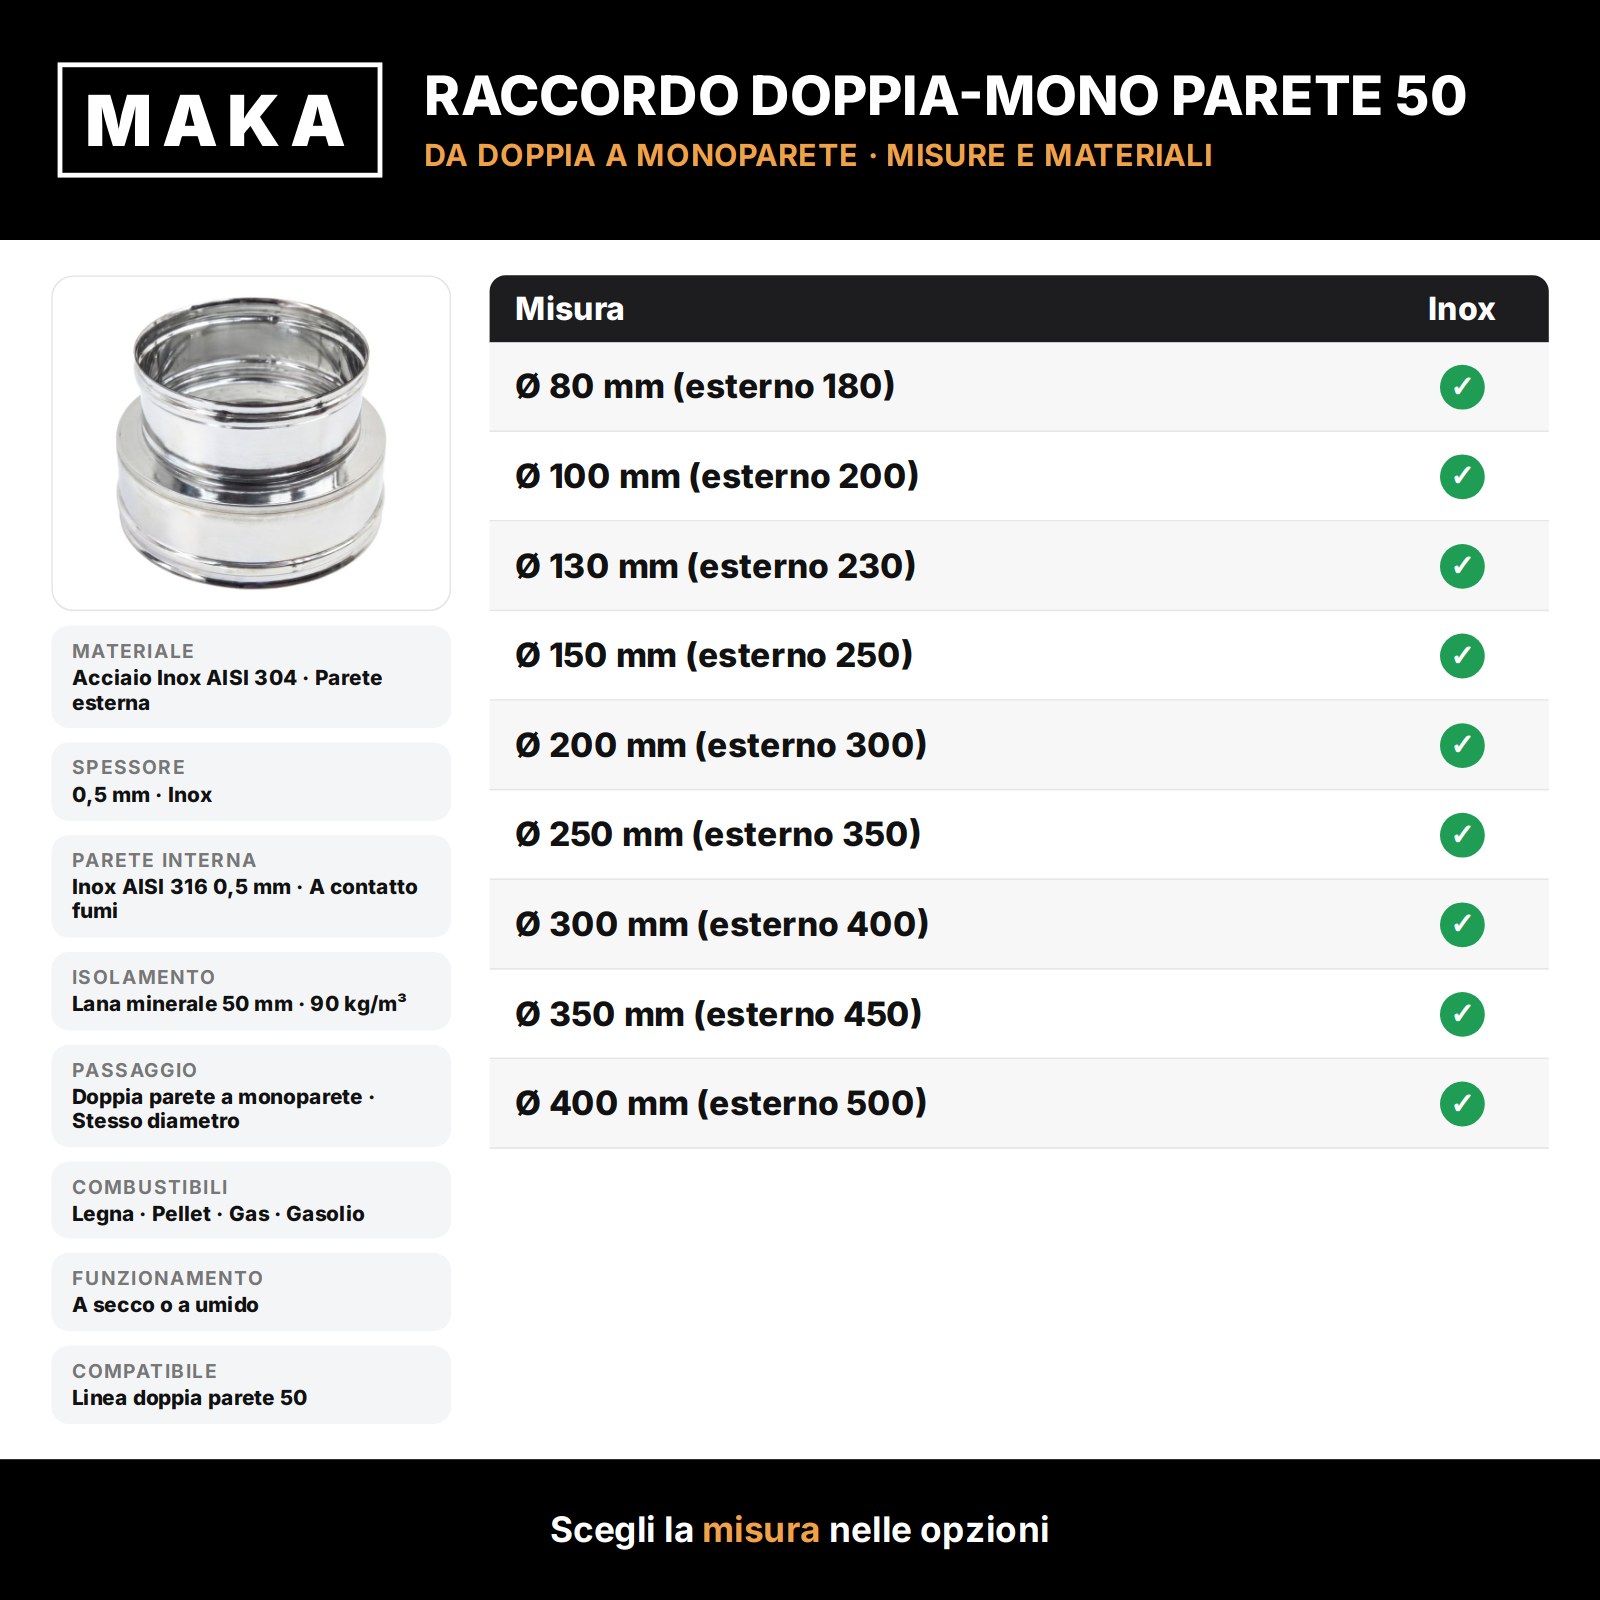 MAKA
RACCORDO DOPPIA-MONO PARETE 50
DA DOPPIA A MONOPARETE · MISURE E MATERIALI
MATERIALE
Acciaio Inox AISI 304 · Parete
esterna
SPESSORE
0,5 mm · Inox
PARETE INTERNA
Inox AISI 316 0,5 mm · A contatto
fumi
ISOLAMENTO
Lana minerale 50 mm · 90 kg/m³
PASSAGGIO
Doppia parete a monoparete ·
Stesso diametro
COMBUSTIBILI
Legna · Pellet · Gas · Gasolio
FUNZIONAMENTO
A secco o a umido
COMPATIBILE
Linea doppia parete 50
Misura Inox
Ø 80 mm (esterno 180) ✓
Ø 100 mm (esterno 200) ✓
Ø 130 mm (esterno 230) ✓
Ø 150 mm (esterno 250) ✓
Ø 200 mm (esterno 300) ✓
Ø 250 mm (esterno 350) ✓
Ø 300 mm (esterno 400) ✓
Ø 350 mm (esterno 450) ✓
Ø 400 mm (esterno 500) ✓
Scegli la misura nelle opzioni